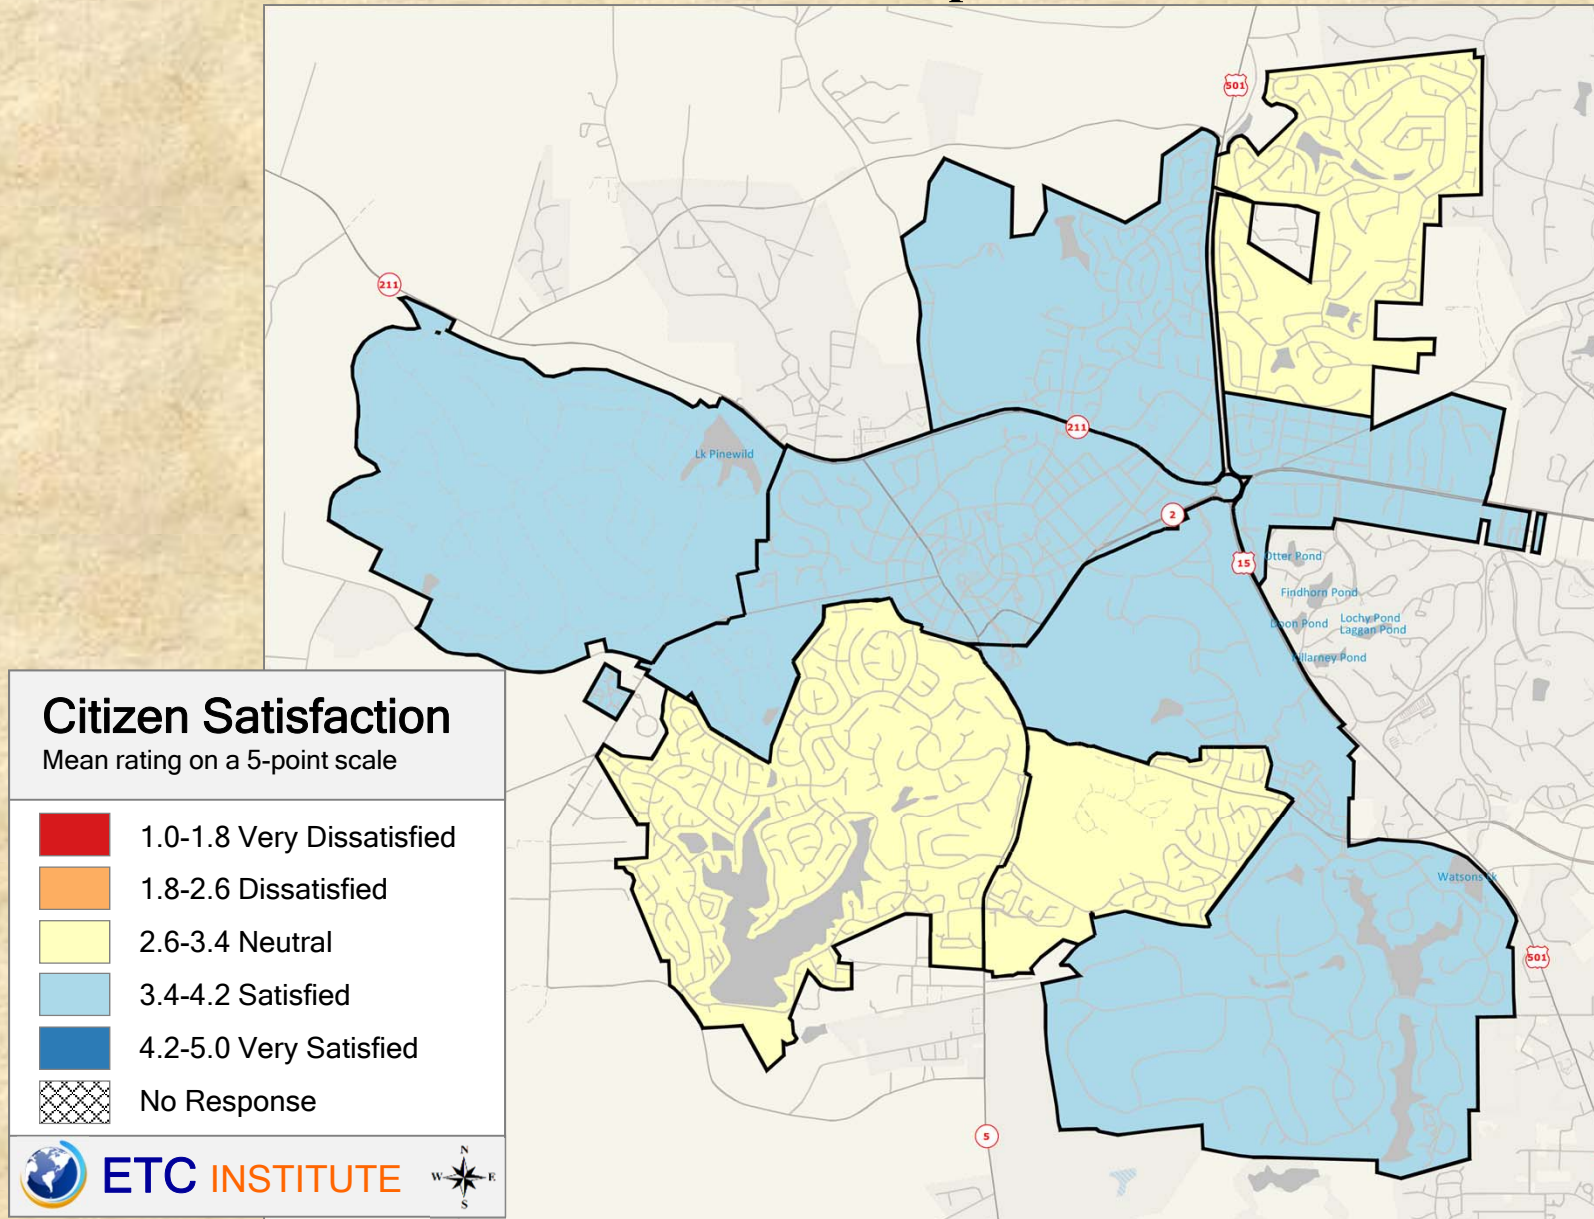 501
211
211
Lk Pinewild
2
15
Otter Pond
Findhorn Pond
Doon Pond
Lochy Pond
Laggan Pond
Killarney Pond
Watsons Lk
501
5
Citizen Satisfaction
Mean rating on a 5-point scale
1.0-1.8 Very Dissatisfied
1.8-2.6 Dissatisfied
2.6-3.4 Neutral
3.4-4.2 Satisfied
4.2-5.0 Very Satisfied
No Response
ETC INSTITUTE
N
W E
S